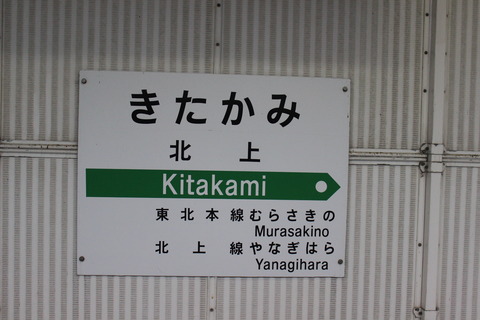 きたかみ
北上
Kitakami
東北本線むらさきの
Murasakino
北上線やなぎはら
Yanagihara